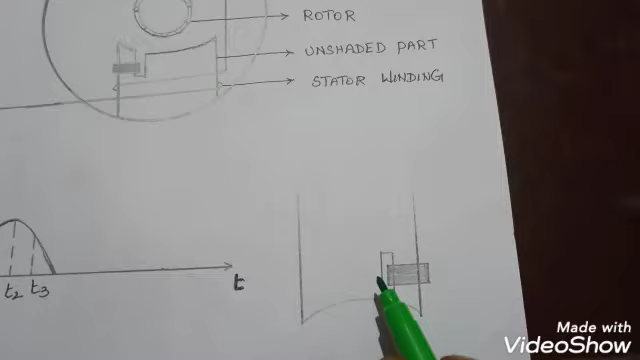 ROTOR
UNSHADED PART
STATOR WINDING
t2 t3
t
Made with
VideoShow